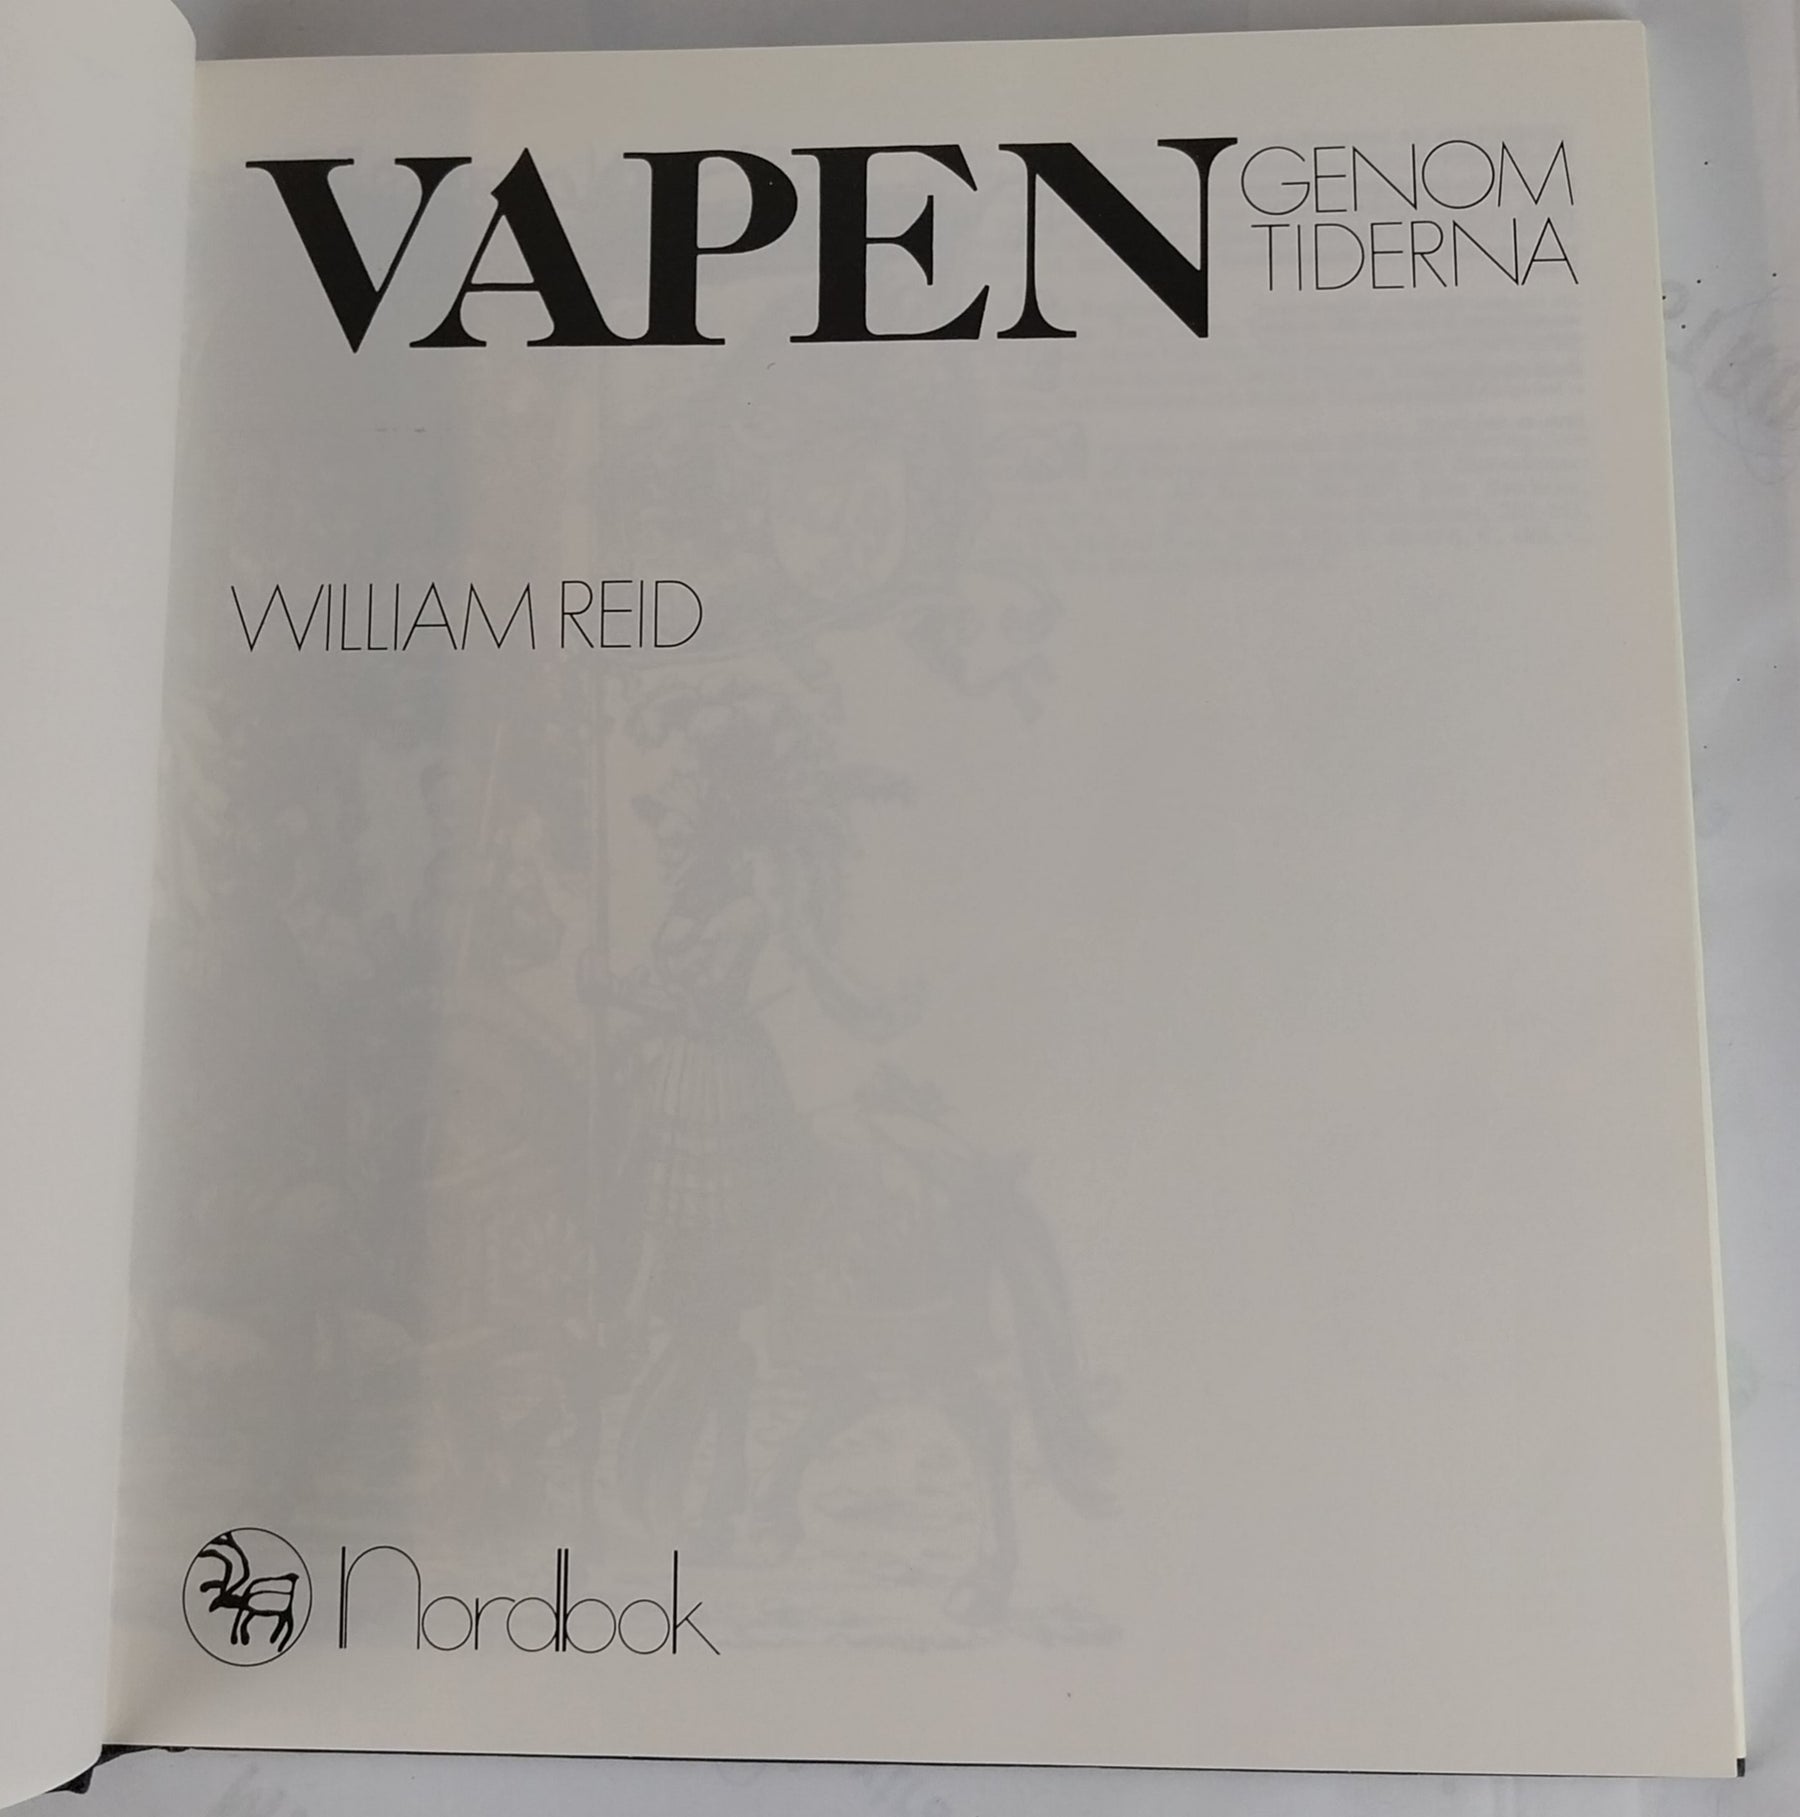 VAPEN GENOM
TIDERNA
WILLIAM REID
Nordbok